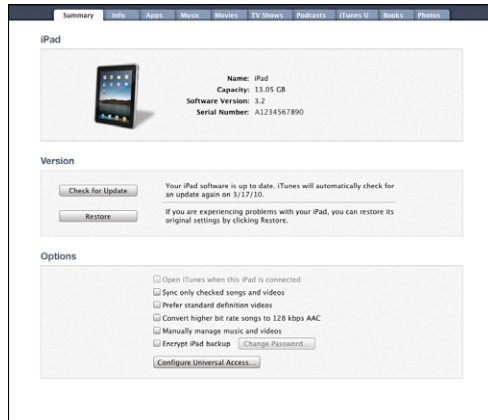 Summary Info Apps Music Movies TV Shows Podcasts iTunes U Books Photos
iPad
Name: iPad
Capacity: 13.05 GB
Software Version: 3.2
Serial Number: A1234567890
Version
Check for Update
Your iPad software is up to date. iTunes will automatically check for
an update again on 3/17/10.
Restore
If you are experiencing problems with your iPad, you can restore its
original settings by clicking Restore.
Options
Open iTunes when this iPad is connected
Sync only checked songs and videos
Prefer standard definition videos
Convert higher bit rate songs to 128 kbps AAC
Manually manage music and videos
Encrypt iPad backup Change Password...
Configure Universal Access...